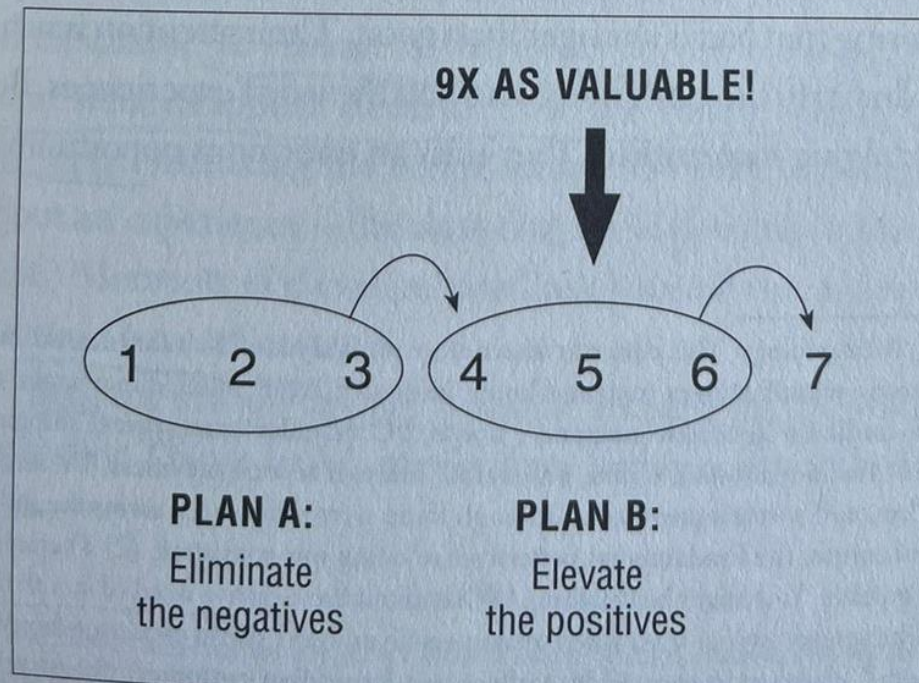 9X AS VALUABLE!
1 2 3 4 5 6 7
PLAN A: PLAN B:
Eliminate Elevate
the negatives the positives